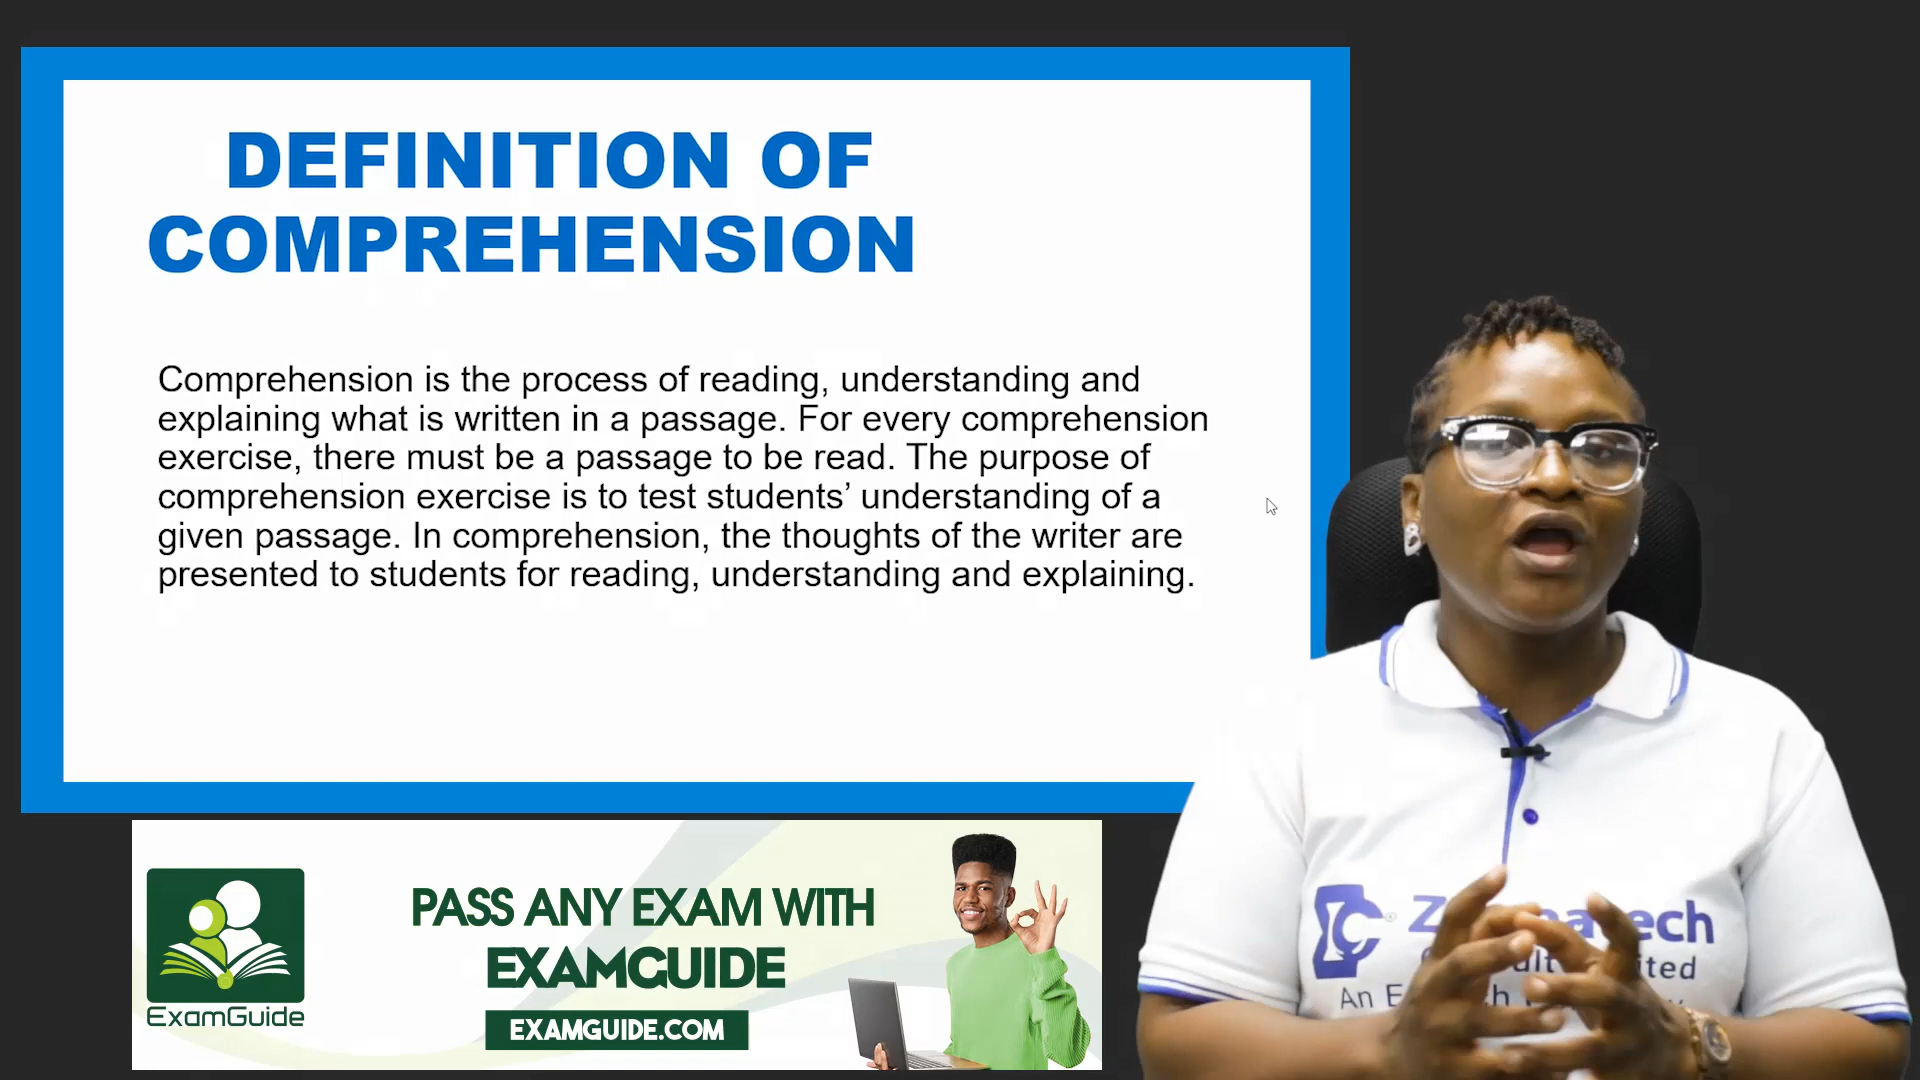 DEFINITION OF
COMPREHENSION
Comprehension is the process of reading, understanding and
explaining what is written in a passage. For every comprehension
exercise, there must be a passage to be read. The purpose of
comprehension exercise is to test students’ understanding of a
given passage. In comprehension, the thoughts of the writer are
presented to students for reading, understanding and explaining.
ExamGuide
PASS ANY EXAM WITH
EXAMGUIDE
EXAMGUIDE.COM
An